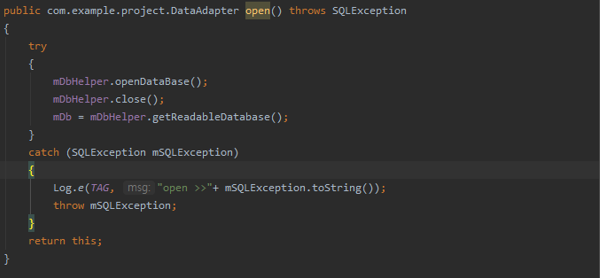 public com.example.project.DataAdapter open() throws SQLException
{
try
{
mDbHelper.openDataBase();
mDbHelper.close();
mDb = mDbHelper.getReadableDatabase();
}
catch (SQLException mSQLException)
{
Log.e(TAG, msg: "open >>"+ mSQLException.toString());
throw mSQLException;
}
return this;
}